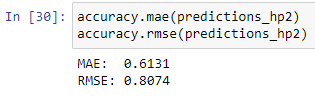 In [30]: accuracy.mae(predictions_hp2)
accuracy.rmse(predictions_hp2)
MAE:  0.6131
RMSE: 0.8074